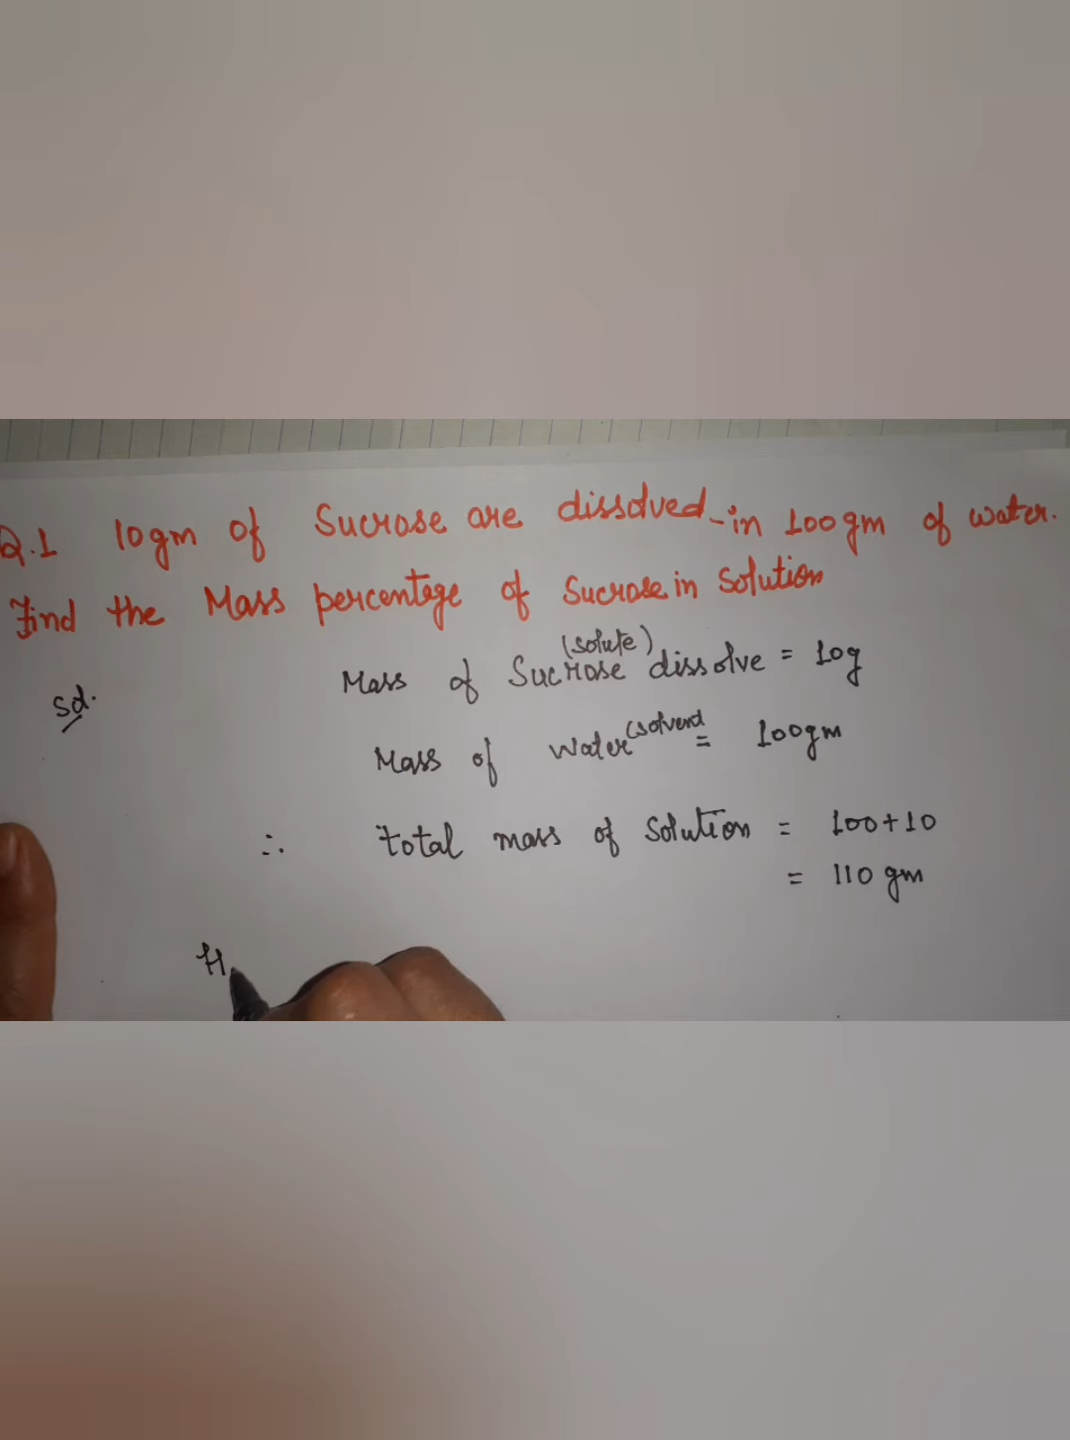 Q.1 10gm of Sucrose are dissolved in 100gm of water.
Find the Mass percentage of Sucrose in Solution
Sol. Mass of Sucrose (Solute) dissolve = 10g
Mass of Water (solvent = 100gm
∴ total mass of Solution = 100+10
= 110 gm
H